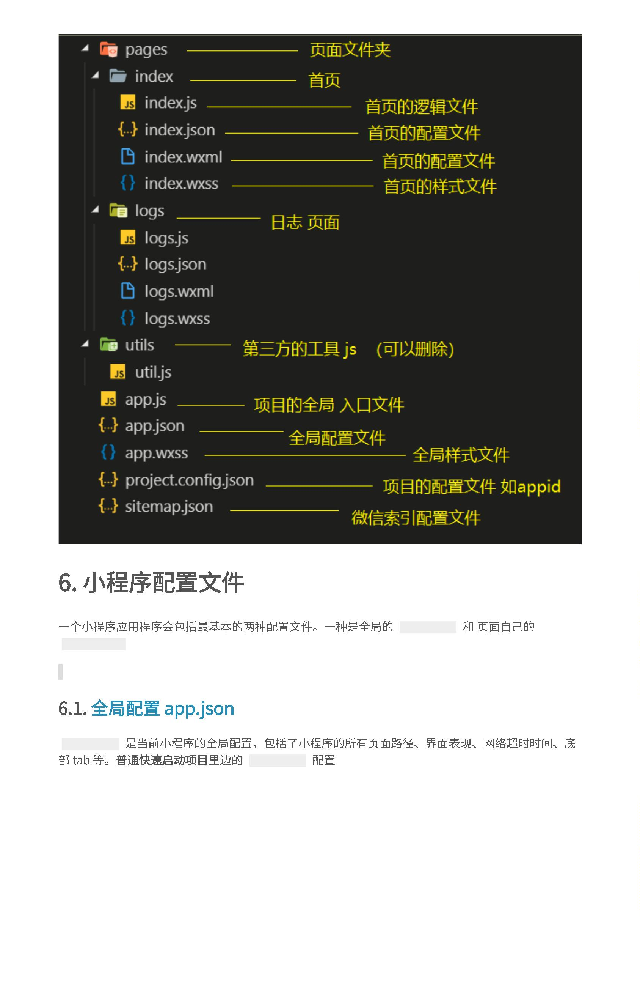 pages 页面文件夹
index 首页
JS index.js 首页的逻辑文件
{...} index.json 首页的配置文件
index.wxml 首页的配置文件
{} index.wxss 首页的样式文件
logs 日志 页面
JS logs.js
{...} logs.json
logs.wxml
{} logs.wxss
utils 第三方的工具 js (可以删除)
JS util.js
JS app.js 项目的全局 入口文件
{...} app.json 全局配置文件
{} app.wxss 全局样式文件
{...} project.config.json 项目的配置文件 如appid
{...} sitemap.json 微信索引配置文件
6. 小程序配置文件
一个小程序应用程序会包括最基本的两种配置文件。一种是全局的 和 页面自己的
6.1. 全局配置 app.json
是当前小程序的全局配置，包括了小程序的所有页面路径、界面表现、网络超时时间、底
部 tab 等。普通快速启动项目里边的 配置